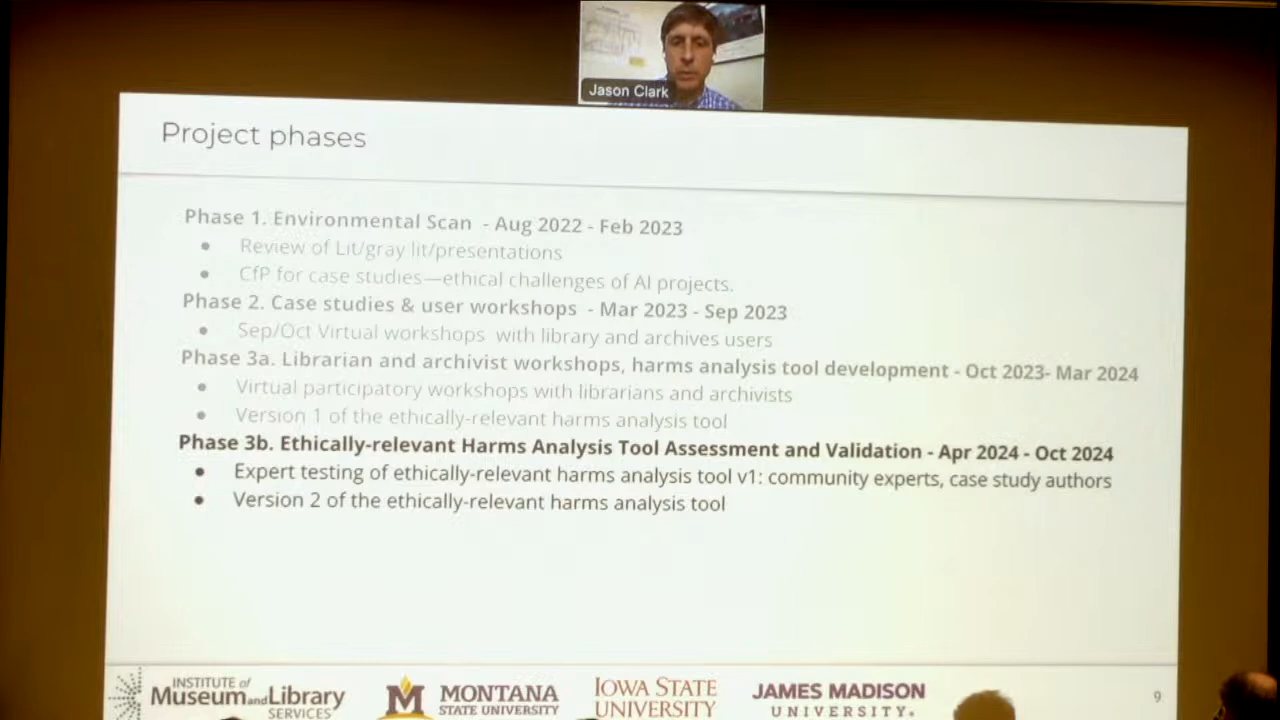 Jason Clark
Project phases
Phase 1. Environmental Scan - Aug 2022 - Feb 2023
● Review of Lit/gray lit/presentations
● CfP for case studies—ethical challenges of AI projects.
Phase 2. Case studies & user workshops - Mar 2023 - Sep 2023
● Sep/Oct Virtual workshops with library and archives users
Phase 3a. Librarian and archivist workshops, harms analysis tool development - Oct 2023- Mar 2024
● Virtual participatory workshops with librarians and archivists
● Version 1 of the ethically-relevant harms analysis tool
Phase 3b. Ethically-relevant Harms Analysis Tool Assessment and Validation - Apr 2024 - Oct 2024
● Expert testing of ethically-relevant harms analysis tool v1: community experts, case study authors
● Version 2 of the ethically-relevant harms analysis tool
INSTITUTE of
Museum and Library
SERVICES
M
MONTANA
STATE UNIVERSITY
IOWA STATE
UNIVERSITY
JAMES MADISON
UNIVERSITY.
9